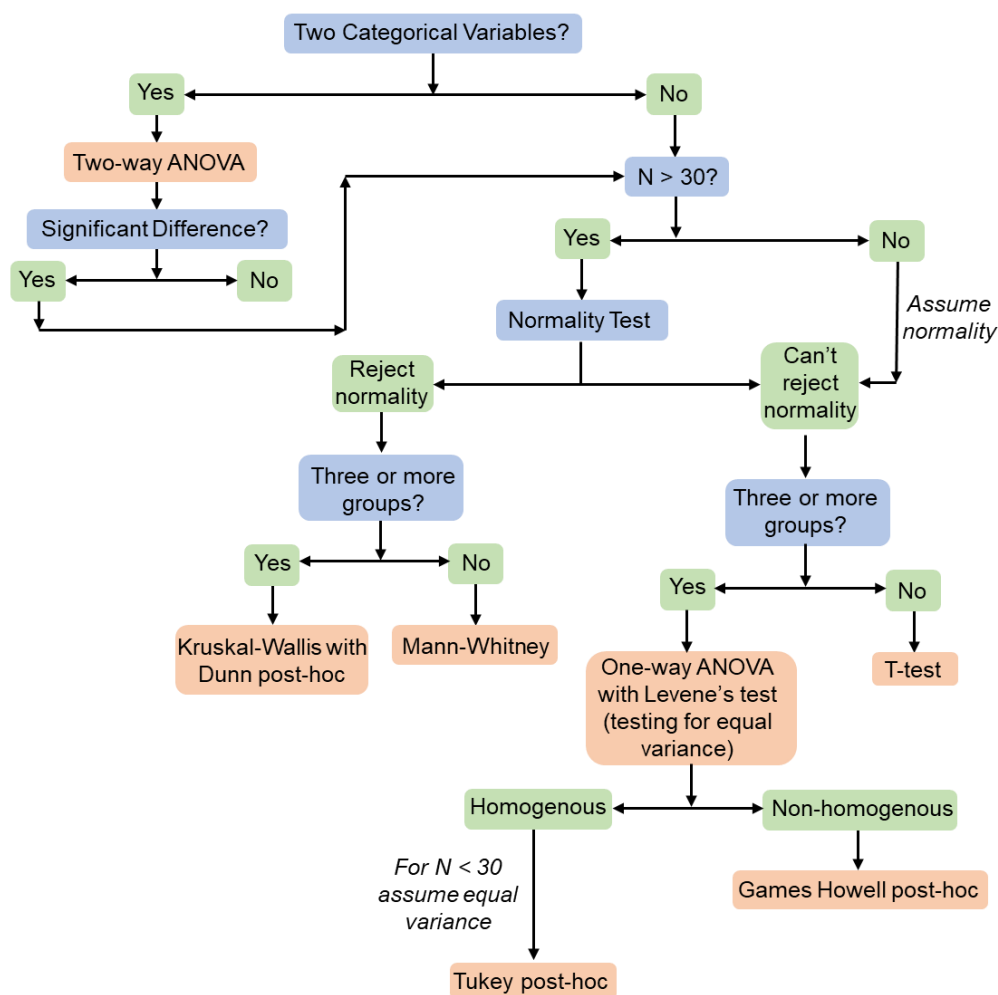 Two Categorical Variables?
Yes
No
Two-way ANOVA
N > 30?
Significant Difference?
Yes
No
Yes
No
Assume
normality
Normality Test
Reject
normality
Can't
reject
normality
Three or more
groups?
Three or more
groups?
Yes
No
Yes
No
Kruskal-Wallis with
Dunn post-hoc
Mann-Whitney
One-way ANOVA
with Levene's test
(testing for equal
variance)
T-test
Homogenous
Non-homogenous
For N < 30
assume equal
variance
Games Howell post-hoc
Tukey post-hoc